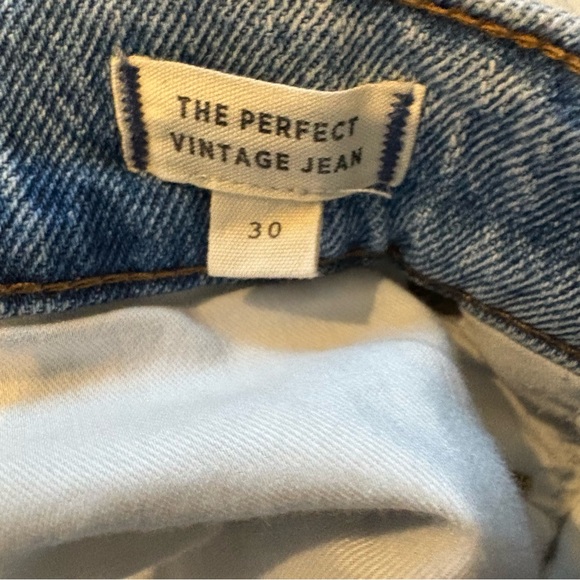 THE PERFECT
VINTAGE JEAN
30